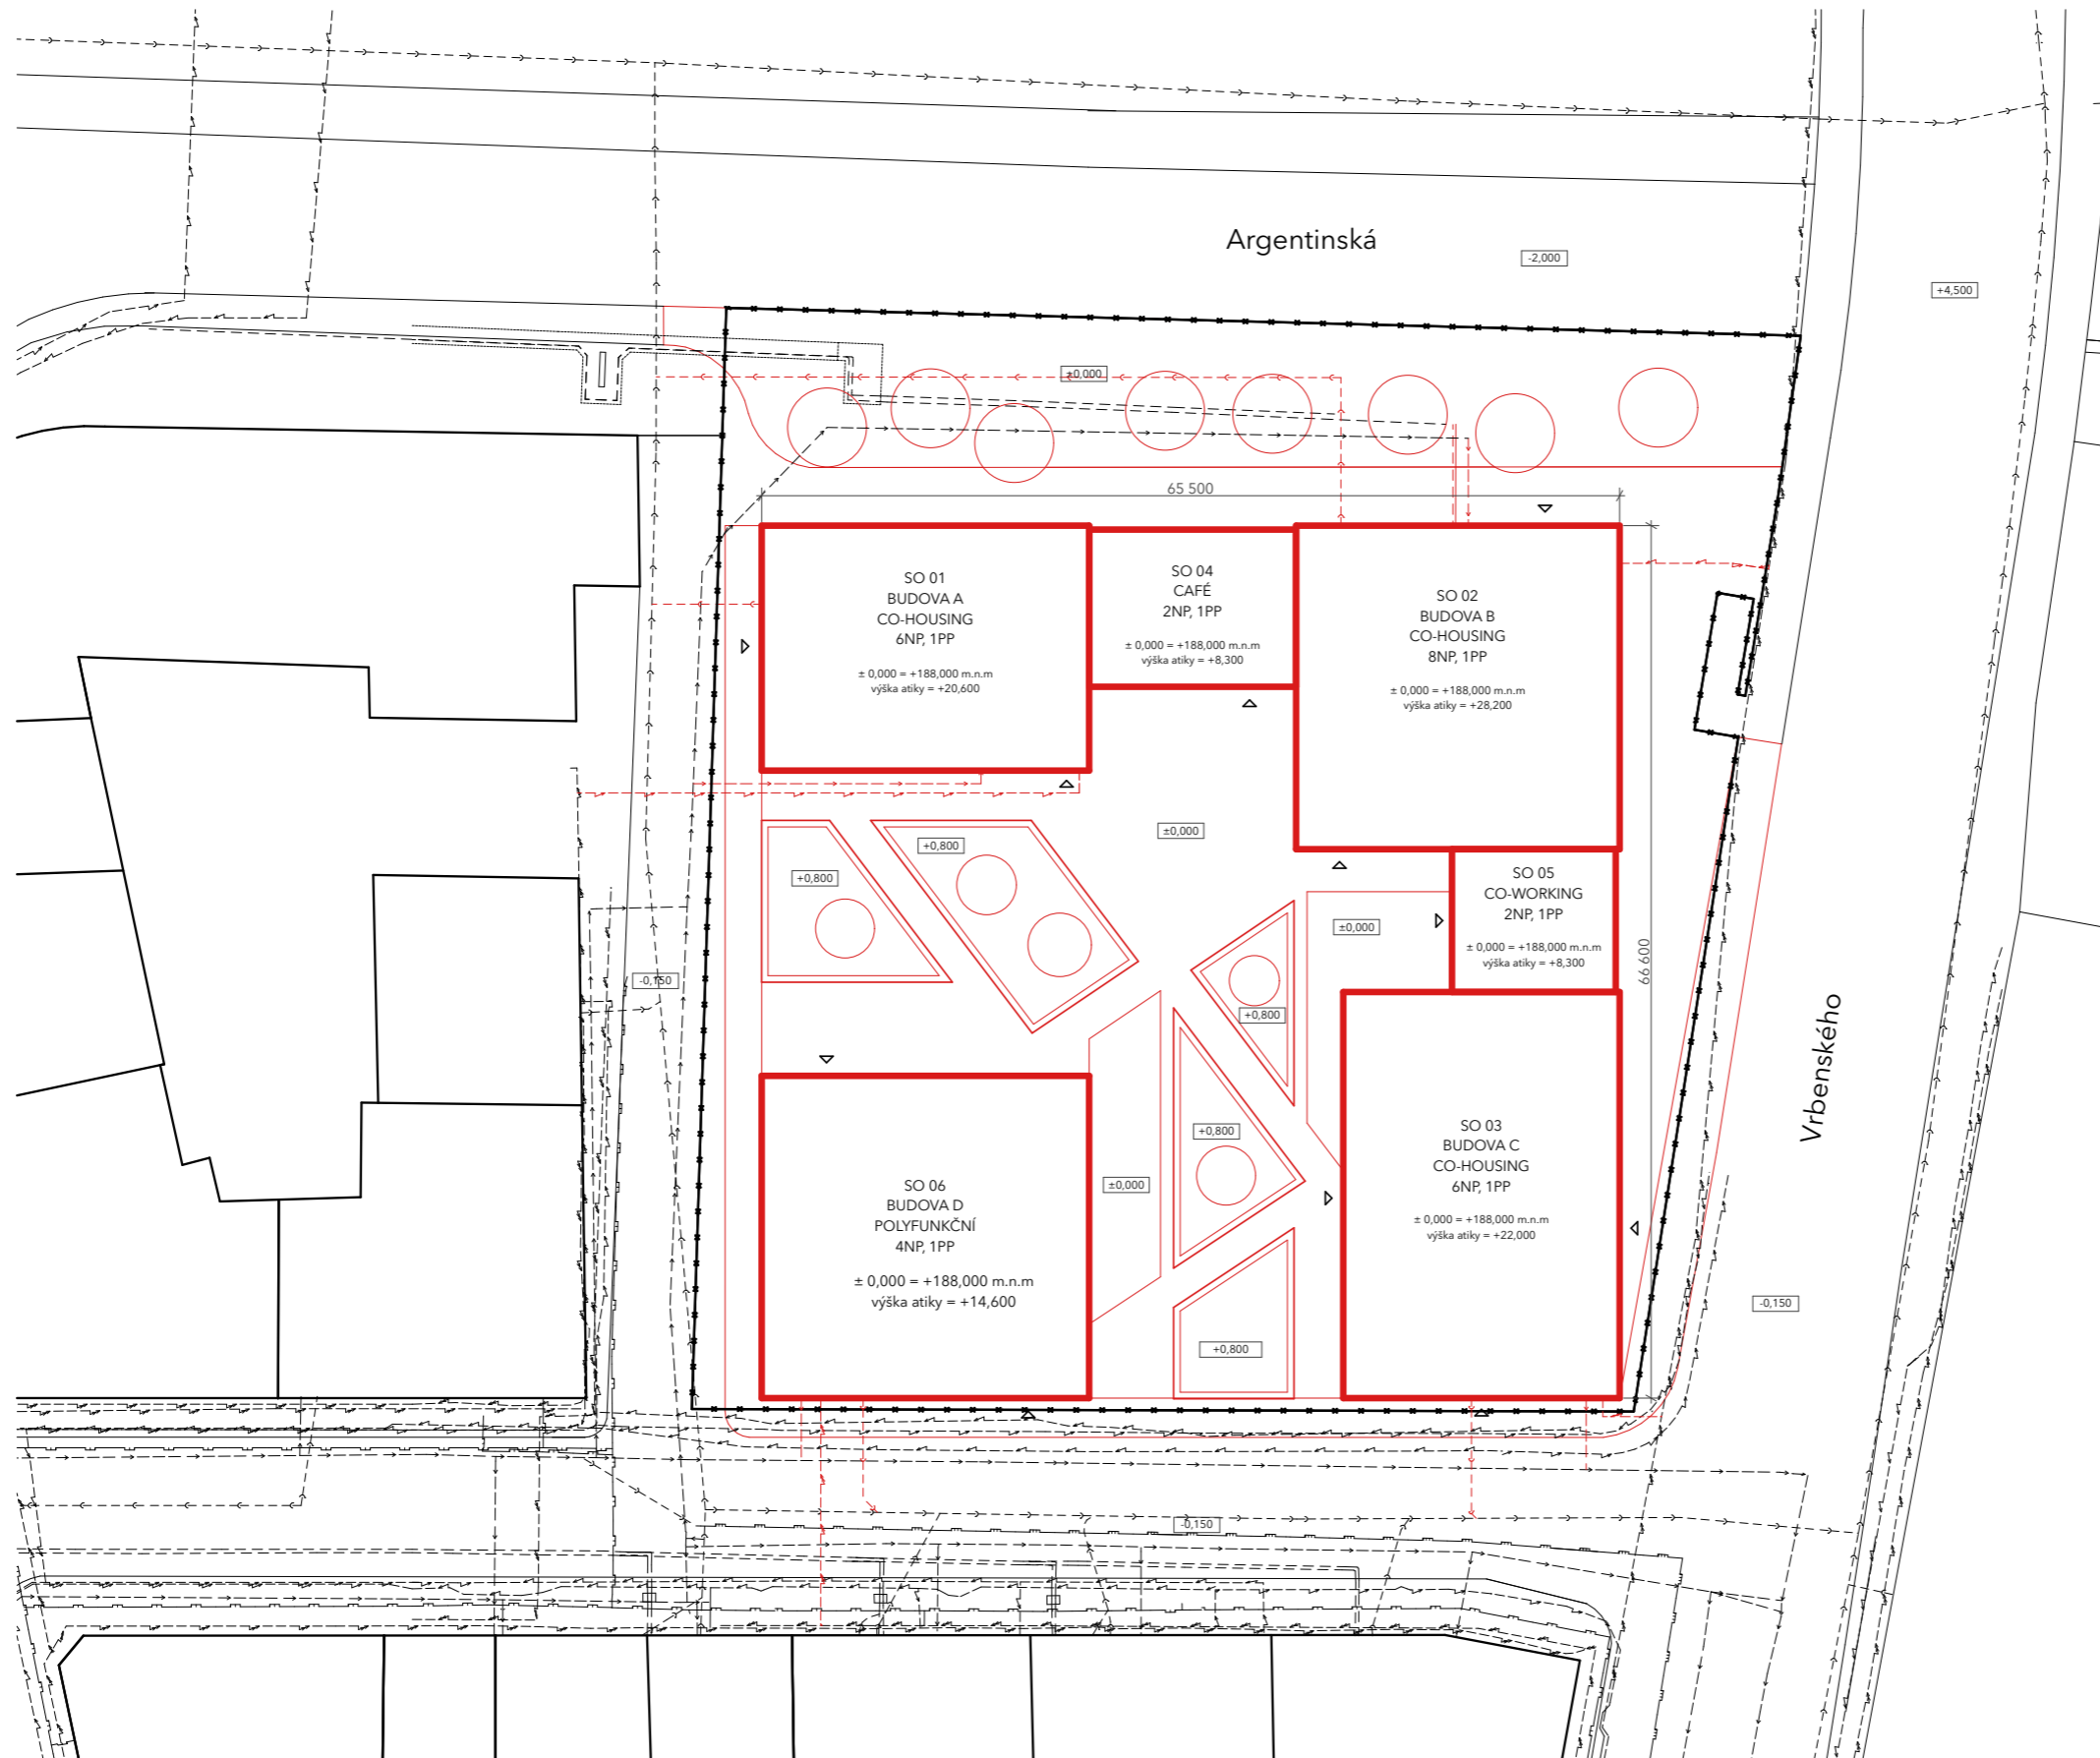 Argentinská
-2,000
+4,500
±0,000
65 500
SO 01
BUDOVA A
CO-HOUSING
6NP, 1PP
± 0,000 = +188,000 m.n.m
výška atiky = +20,600
SO 04
CAFÉ
2NP, 1PP
± 0,000 = +188,000 m.n.m
výška atiky = +8,300
SO 02
BUDOVA B
CO-HOUSING
8NP, 1PP
± 0,000 = +188,000 m.n.m
výška atiky = +28,200
±0,000
+0,800
+0,800
SO 05
CO-WORKING
2NP, 1PP
± 0,000 = +188,000 m.n.m
výška atiky = +8,300
±0,000
66 600
-0,150
+0,800
Vrbenského
+0,800
±0,000
SO 03
BUDOVA C
CO-HOUSING
6NP, 1PP
± 0,000 = +188,000 m.n.m
výška atiky = +22,000
SO 06
BUDOVA D
POLYFUNKČNÍ
4NP, 1PP
± 0,000 = +188,000 m.n.m
výška atiky = +14,600
-0,150
+0,800
-0,150